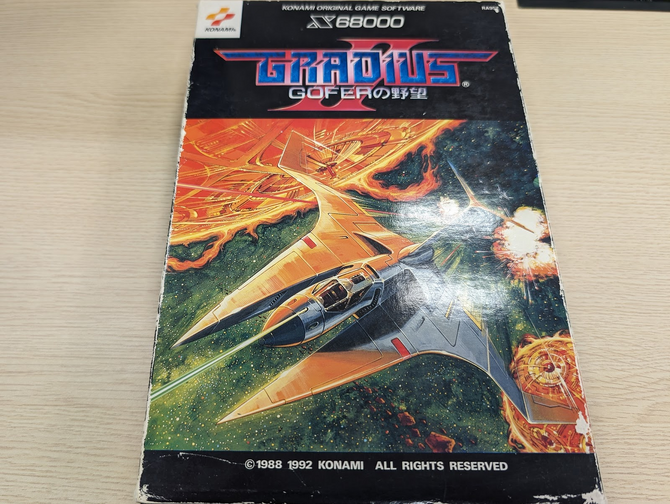 KONAMI ORIGINAL GAME SOFTWARE
X68000
KONAMI®
GRADIUS II®
GOFERの野望
©1988 1992 KONAMI ALL RIGHTS RESERVED